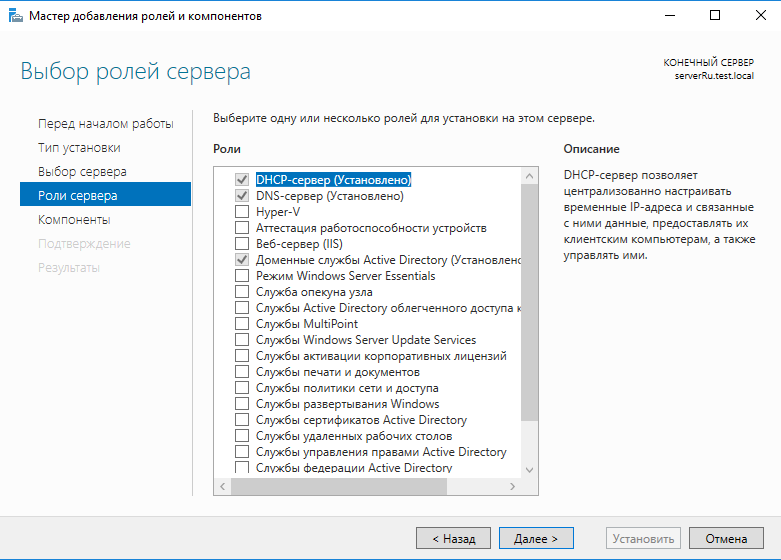 Мастер добавления ролей и компонентов
Выбор ролей сервера
КОНЕЧНЫЙ СЕРВЕР
serverRu.test.local
Перед началом работы
Тип установки
Выбор сервера
Роли сервера
Компоненты
Подтверждение
Результаты
Выберите одну или несколько ролей для установки на этом сервере.
Роли
DHCP-сервер (Установлено)
DNS-сервер (Установлено)
Hyper-V
Аттестация работоспособности устройств
Веб-сервер (IIS)
Доменные службы Active Directory (Установлено
Режим Windows Server Essentials
Служба опекуна узла
Службы Active Directory облегченного доступа к
Службы MultiPoint
Службы Windows Server Update Services
Службы активации корпоративных лицензий
Службы печати и документов
Службы политики сети и доступа
Службы развертывания Windows
Службы сертификатов Active Directory
Службы удаленных рабочих столов
Службы управления правами Active Directory
Службы федерации Active Directory
Описание
DHCP-сервер позволяет
централизованно настраивать
временные IP-адреса и связанные
с ними данные, предоставлять их
клиентским компьютерам, а также
управлять ими.
< Назад
Далее >
Установить
Отмена